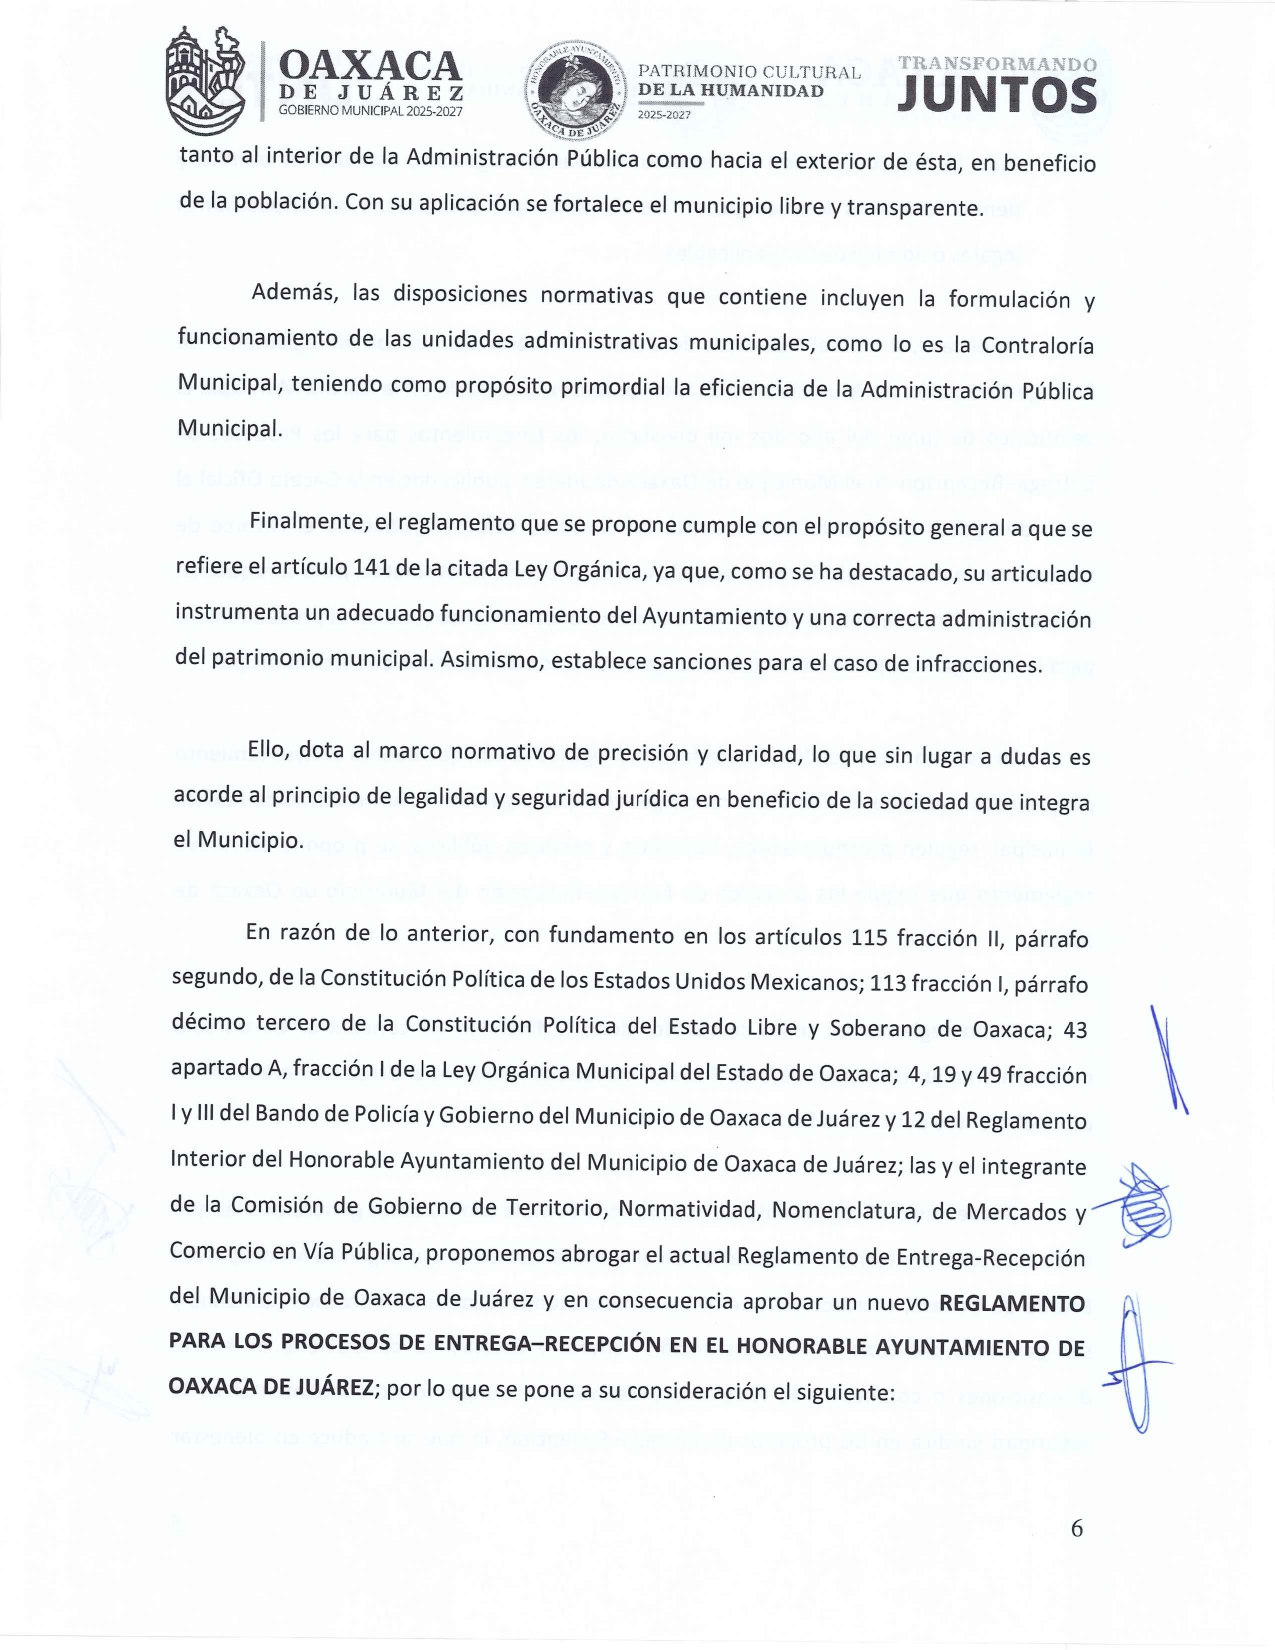 OAXACA
DE JUÁREZ
GOBIERNO MUNICIPAL 2025-2027
HONORABLE AYUNTAMIENTO
OAXACA DE JUÁREZ
PATRIMONIO CULTURAL
DE LA HUMANIDAD
2025-2027
TRANSFORMANDO
JUNTOS
tanto al interior de la Administración Pública como hacia el exterior de ésta, en beneficio
de la población. Con su aplicación se fortalece el municipio libre y transparente.
Además, las disposiciones normativas que contiene incluyen la formulación y
funcionamiento de las unidades administrativas municipales, como lo es la Contraloría
Municipal, teniendo como propósito primordial la eficiencia de la Administración Pública
Municipal.
Finalmente, el reglamento que se propone cumple con el propósito general a que se
refiere el artículo 141 de la citada Ley Orgánica, ya que, como se ha destacado, su articulado
instrumenta un adecuado funcionamiento del Ayuntamiento y una correcta administración
del patrimonio municipal. Asimismo, establece sanciones para el caso de infracciones.
Ello, dota al marco normativo de precisión y claridad, lo que sin lugar a dudas es
acorde al principio de legalidad y seguridad jurídica en beneficio de la sociedad que integra
el Municipio.
En razón de lo anterior, con fundamento en los artículos 115 fracción II, párrafo
segundo, de la Constitución Política de los Estados Unidos Mexicanos; 113 fracción I, párrafo
décimo tercero de la Constitución Política del Estado Libre y Soberano de Oaxaca; 43
apartado A, fracción I de la Ley Orgánica Municipal del Estado de Oaxaca; 4, 19 y 49 fracción
I y III del Bando de Policía y Gobierno del Municipio de Oaxaca de Juárez y 12 del Reglamento
Interior del Honorable Ayuntamiento del Municipio de Oaxaca de Juárez; las y el integrante
de la Comisión de Gobierno de Territorio, Normatividad, Nomenclatura, de Mercados y
Comercio en Vía Pública, proponemos abrogar el actual Reglamento de Entrega-Recepción
del Municipio de Oaxaca de Juárez y en consecuencia aprobar un nuevo REGLAMENTO
PARA LOS PROCESOS DE ENTREGA–RECEPCIÓN EN EL HONORABLE AYUNTAMIENTO DE
OAXACA DE JUÁREZ; por lo que se pone a su consideración el siguiente:
6